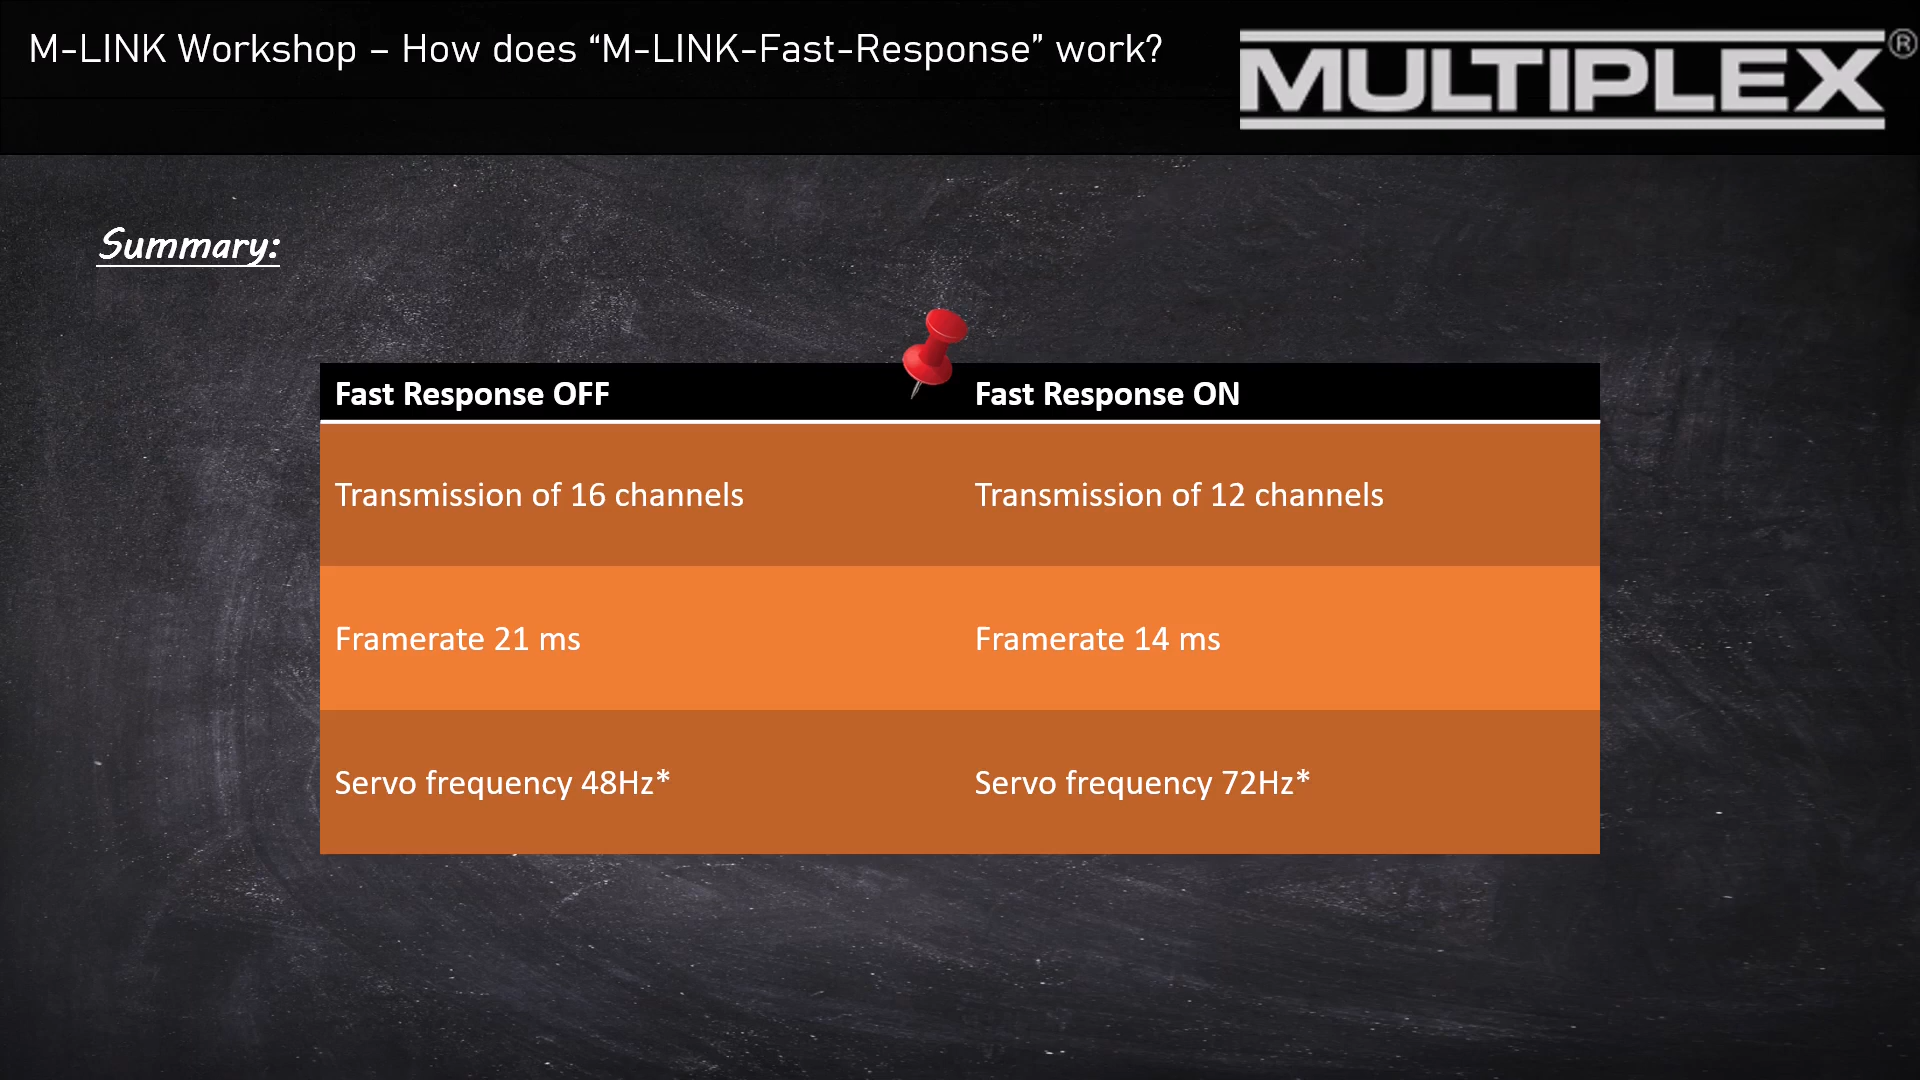 M-LINK Workshop – How does “M-LINK-Fast-Response” work?
MULTIPLEX®
Summary:
Fast Response OFF
Fast Response ON
Transmission of 16 channels
Transmission of 12 channels
Framerate 21 ms
Framerate 14 ms
Servo frequency 48Hz*
Servo frequency 72Hz*